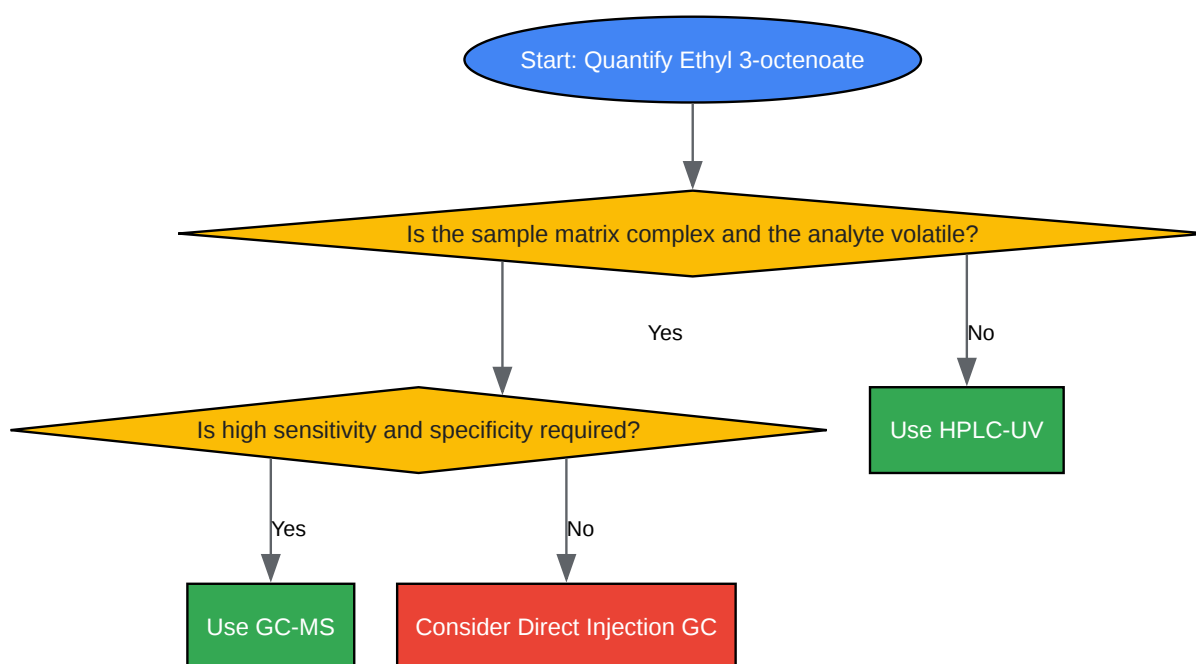 Start: Quantify Ethyl 3-octenoate
Is the sample matrix complex and the analyte volatile?
Yes
No
Is high sensitivity and specificity required?
Use HPLC-UV
Yes
No
Use GC-MS
Consider Direct Injection GC